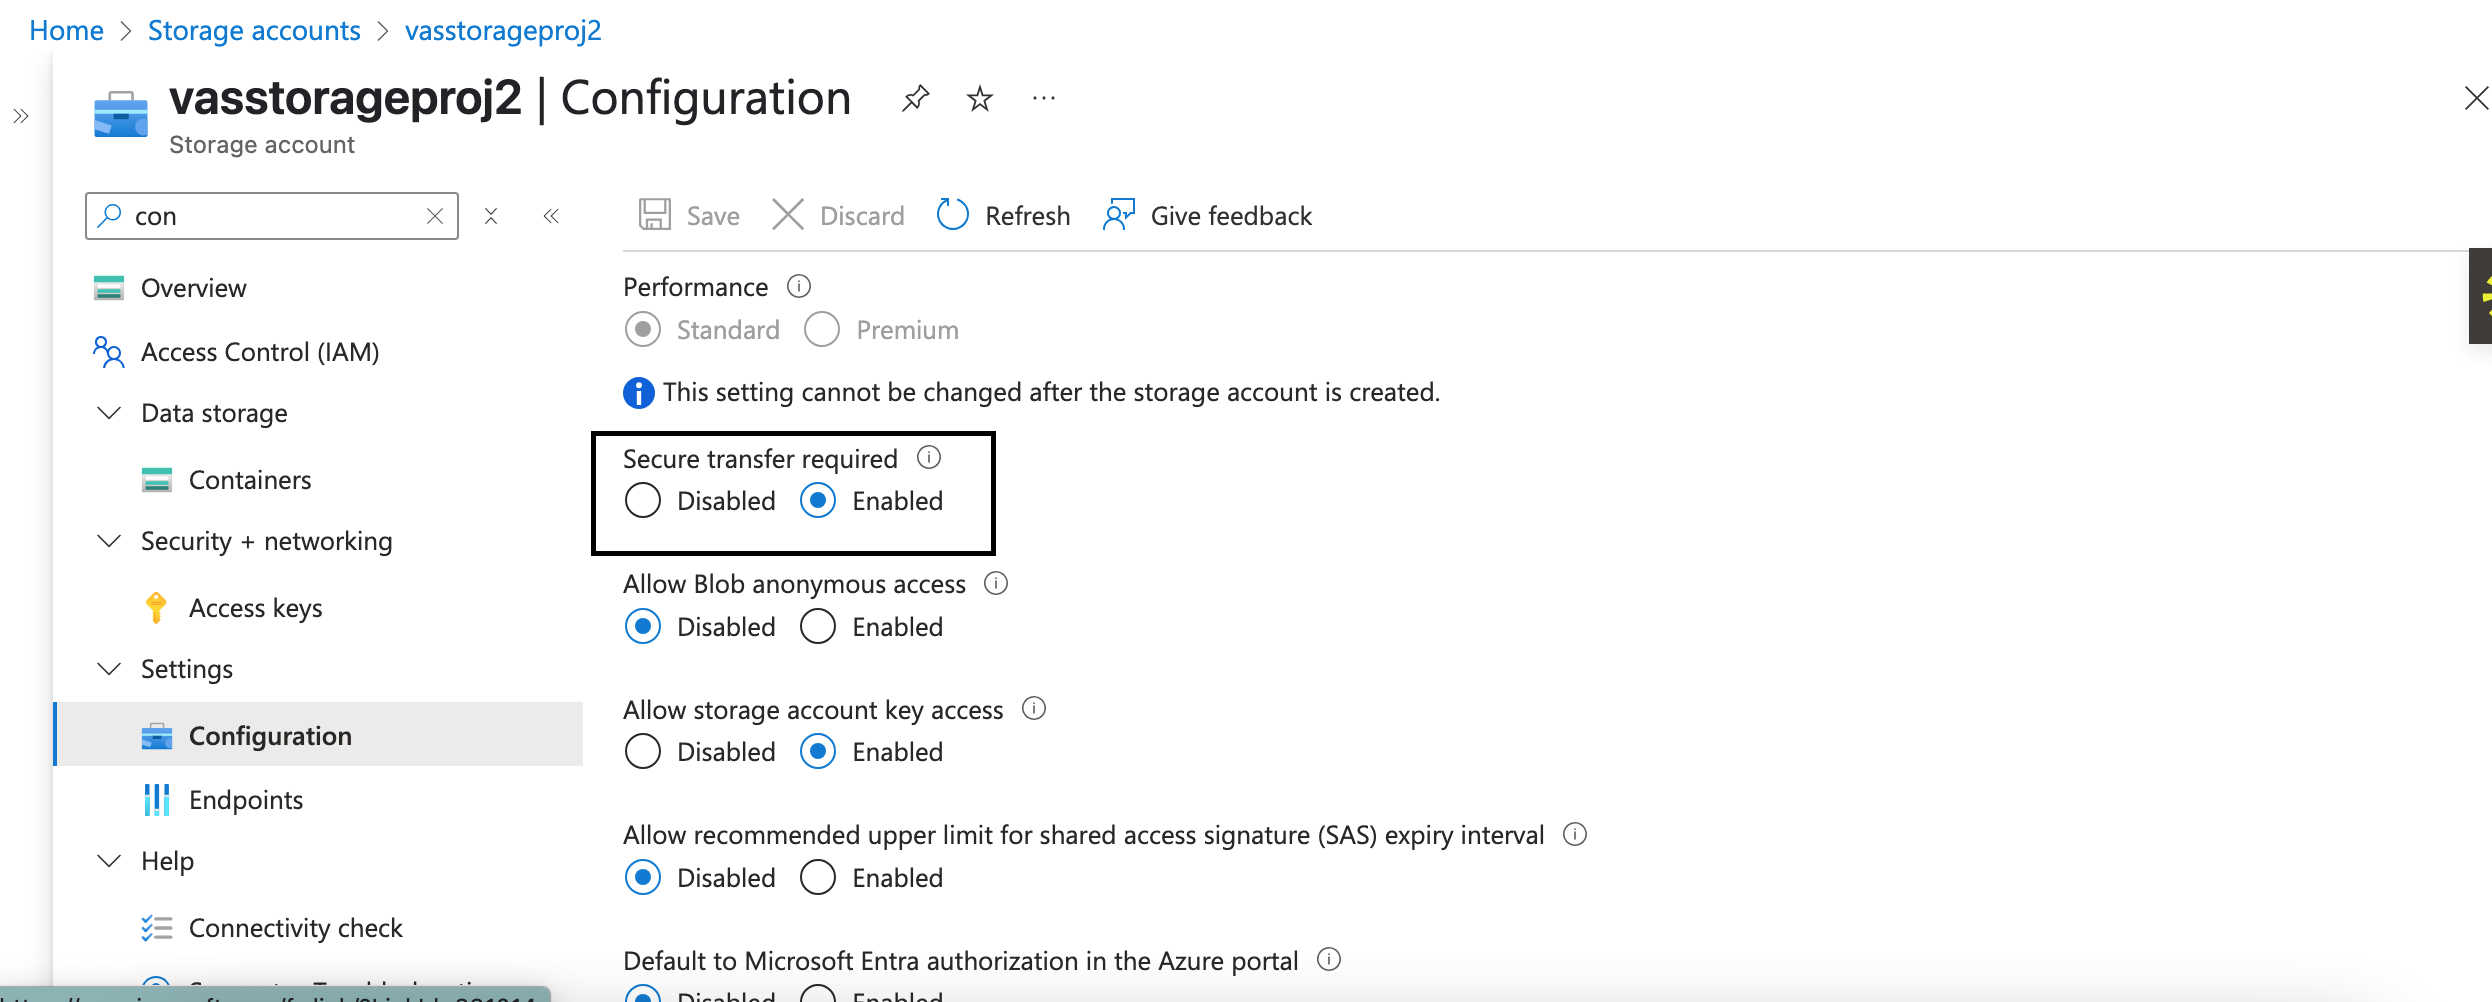 Home > Storage accounts > vasstorageproj2
vasstorageproj2 | Configuration
Storage account
con
Save Discard Refresh Give feedback
Overview
Access Control (IAM)
Data storage
Containers
Security + networking
Access keys
Settings
Configuration
Endpoints
Help
Connectivity check
Performance
Standard Premium
This setting cannot be changed after the storage account is created.
Secure transfer required
Disabled Enabled
Allow Blob anonymous access
Disabled Enabled
Allow storage account key access
Disabled Enabled
Allow recommended upper limit for shared access signature (SAS) expiry interval
Disabled Enabled
Default to Microsoft Entra authorization in the Azure portal
Disabled Enabled